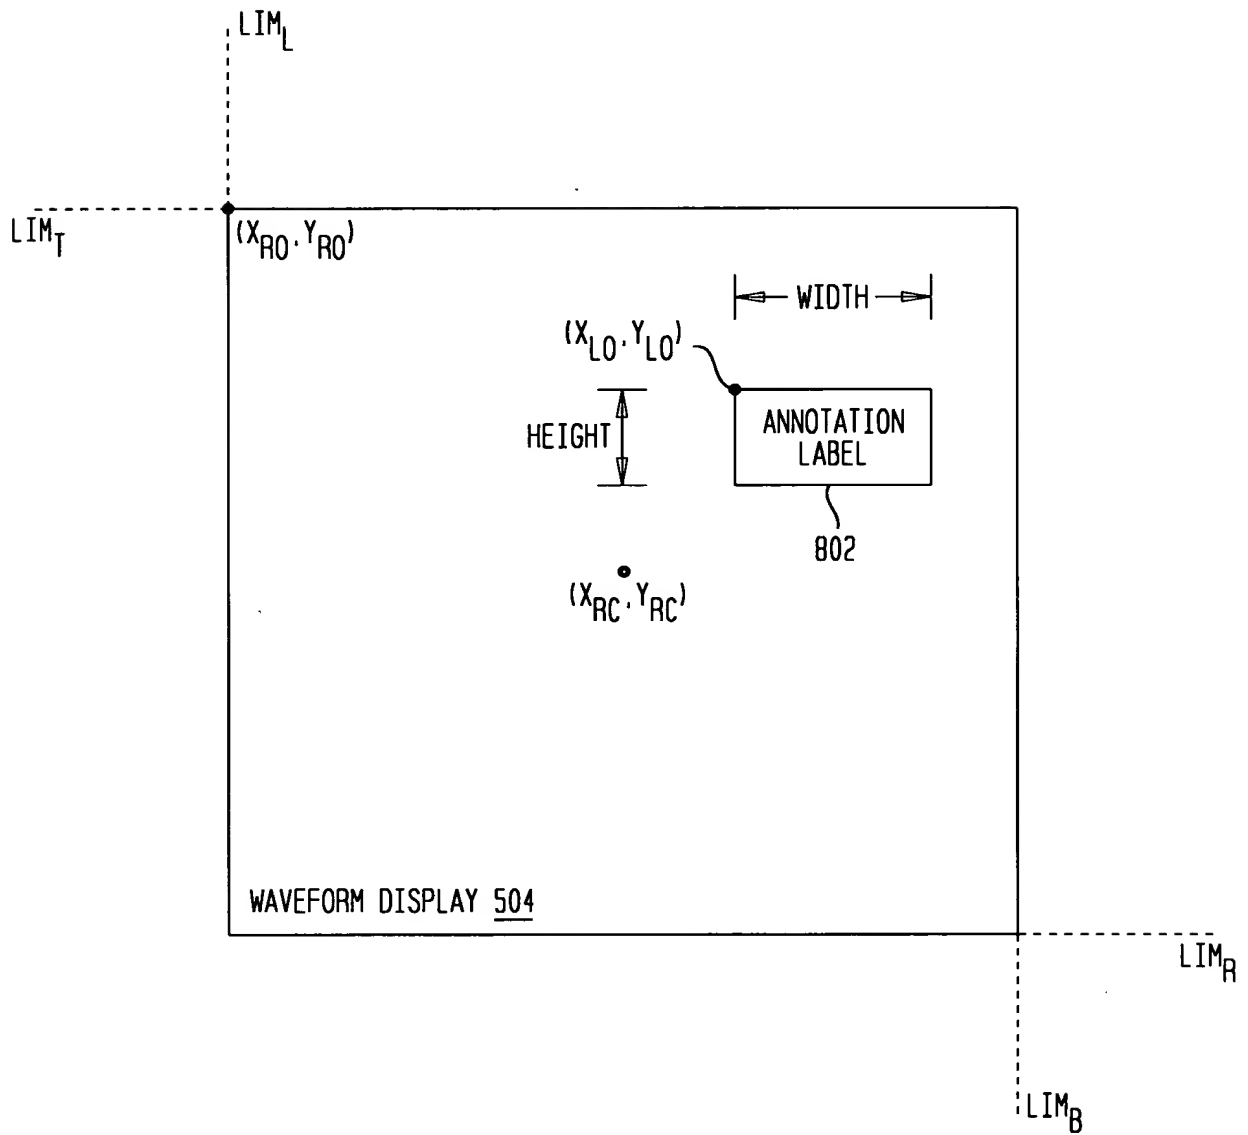 LIM_L
LIM_T
(X_RO, Y_RO)
WIDTH
(X_LO, Y_LO)
HEIGHT
ANNOTATION
LABEL
802
(X_RC, Y_RC)
WAVEFORM DISPLAY 504
LIM_R
LIM_B